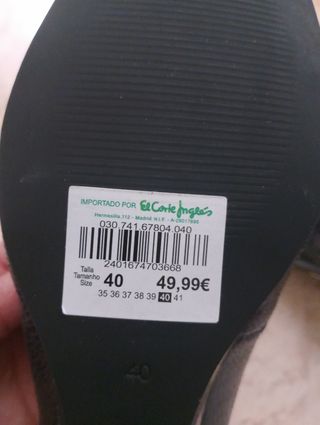 IMPORTADO POR El Corte Inglés
Hermosilla, 112 - Madrid N.I.F. - A-28017895
030.741.67804.040
2401674703668
Talla
Tamanho
Size
40
49,99€
35 36 37 38 39 40 41
40